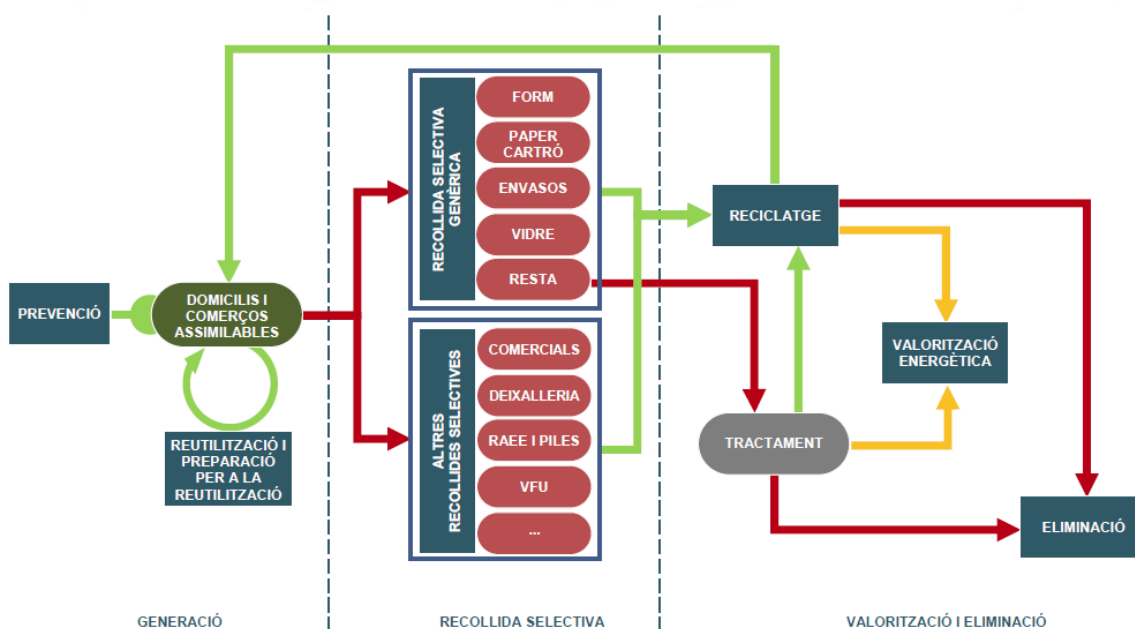 PREVENCIÓ
DOMICILIS I
COMERÇOS
ASSIMILABLES
REUTILITZACIÓ I
PREPARACIÓ
PER A LA
REUTILITZACIÓ
GENERACIÓ
RECOLLIDA SELECTIVA
GENÈRICA
FORM
PAPER
CARTRÓ
ENVASOS
VIDRE
RESTA
ALTRES
RECOLLIDES SELECTIVES
COMERCIALS
DEIXALLERIA
RAEE I PILES
VFU
...
RECOLLIDA SELECTIVA
RECICLATGE
VALORITZACIÓ
ENERGÈTICA
TRACTAMENT
ELIMINACIÓ
VALORITZACIÓ I ELIMINACIÓ